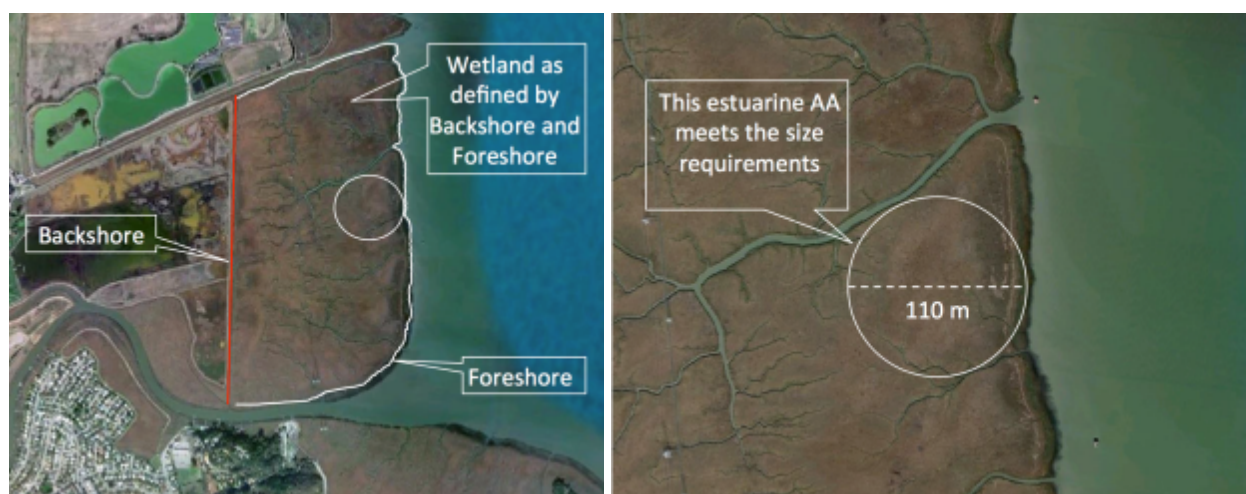 Wetland as
defined by
Backshore and
Foreshore
Backshore
Foreshore
This estuarine AA
meets the size
requirements
110 m